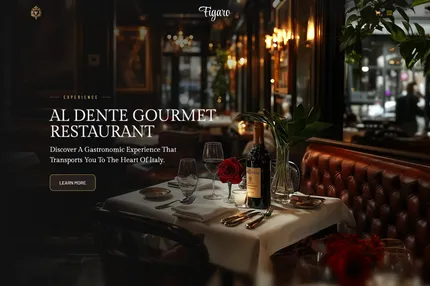 Figaro
EXPERIENCE
AL DENTE GOURMET
RESTAURANT
Discover A Gastronomic Experience That
Transports You To The Heart Of Italy.
LEARN MORE